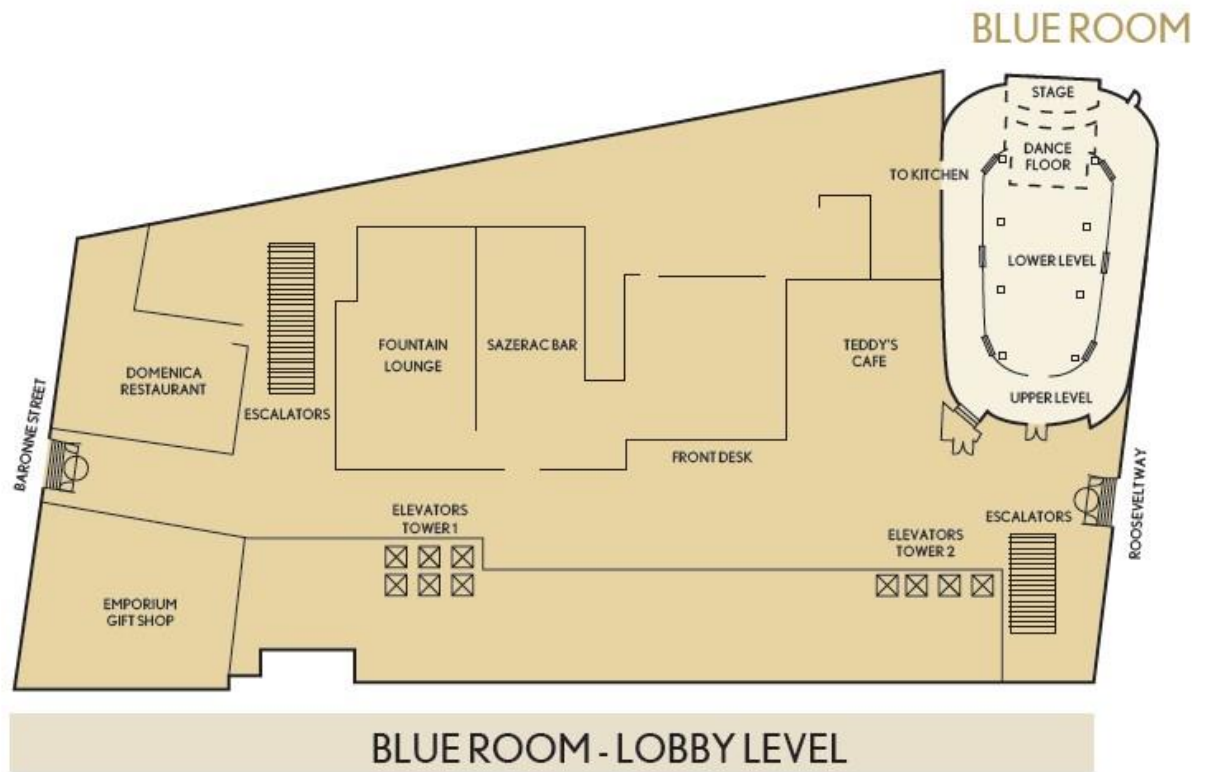 BLUE ROOM
STAGE
DANCE
FLOOR
TO KITCHEN
LOWER LEVEL
UPPER LEVEL
FOUNTAIN
LOUNGE
SAZERAC BAR
TEDDY'S
CAFE
DOMENICA
RESTAURANT
ESCALATORS
BARONNE STREET
FRONT DESK
ELEVATORS
TOWER 1
ESCALATORS
ROOSEVELT WAY
ELEVATORS
TOWER 2
EMPORIUM
GIFT SHOP
BLUE ROOM - LOBBY LEVEL